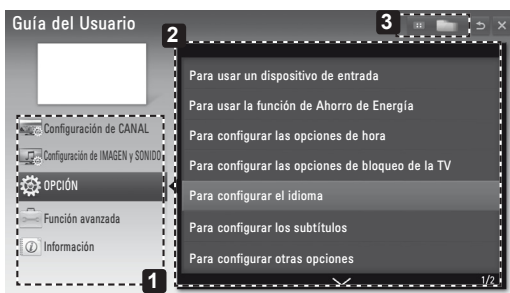 Guía del Usuario
3
2
Para usar un dispositivo de entrada
Para usar la función de Ahorro de Energía
Para configurar las opciones de hora
Para configurar las opciones de bloqueo de la TV
Para configurar el idioma
Para configurar los subtítulos
Para configurar otras opciones
1/2
Configuración de CANAL
Configuración de IMAGEN y SONIDO
OPCIÓN
Función avanzada
i Información
1